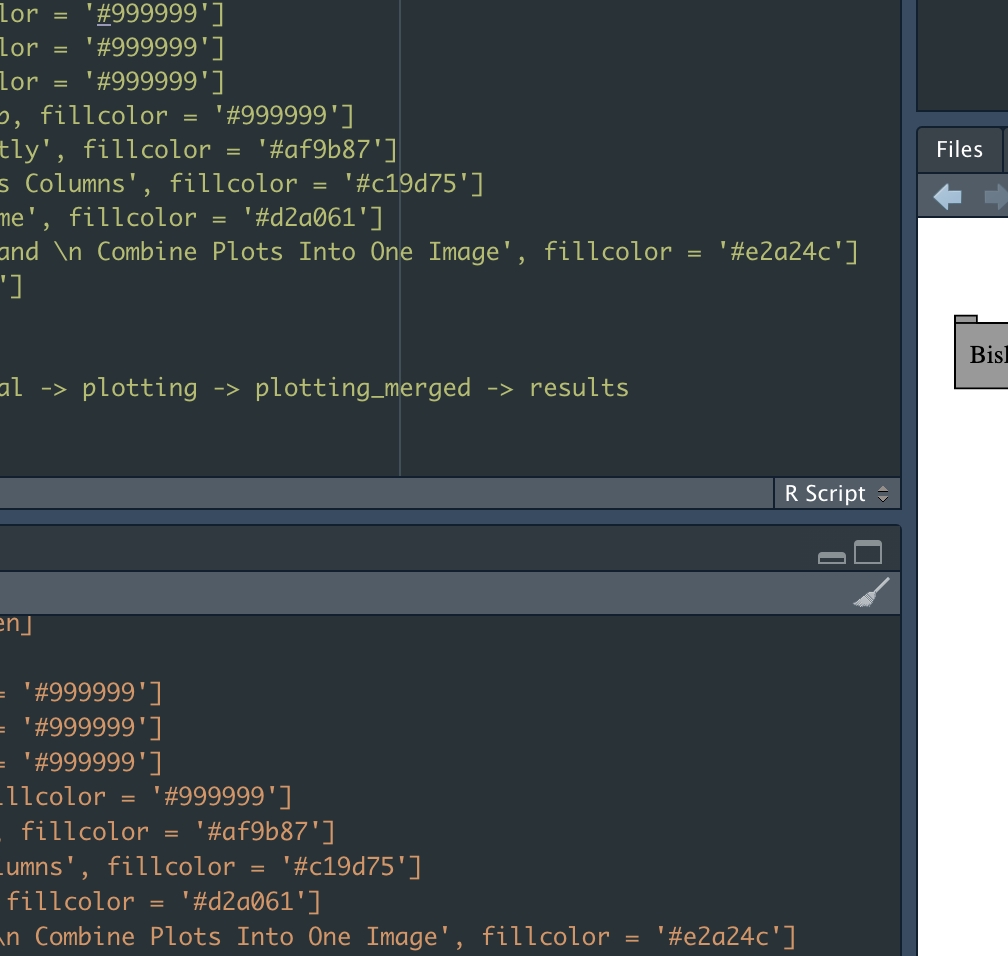 lor = '#999999']
lor = '#999999']
lor = '#999999']
, fillcolor = '#999999']
tly', fillcolor = '#af9b87']
s Columns', fillcolor = '#c19d75']
me', fillcolor = '#d2a061']
and \n Combine Plots Into One Image', fillcolor = '#e2a24c']
']
al -> plotting -> plotting_merged -> results
R Script
en]
= '#999999']
= '#999999']
= '#999999']
illcolor = '#999999']
, fillcolor = '#af9b87']
lumns', fillcolor = '#c19d75']
fillcolor = '#d2a061']
\n Combine Plots Into One Image', fillcolor = '#e2a24c']
Files
Bis